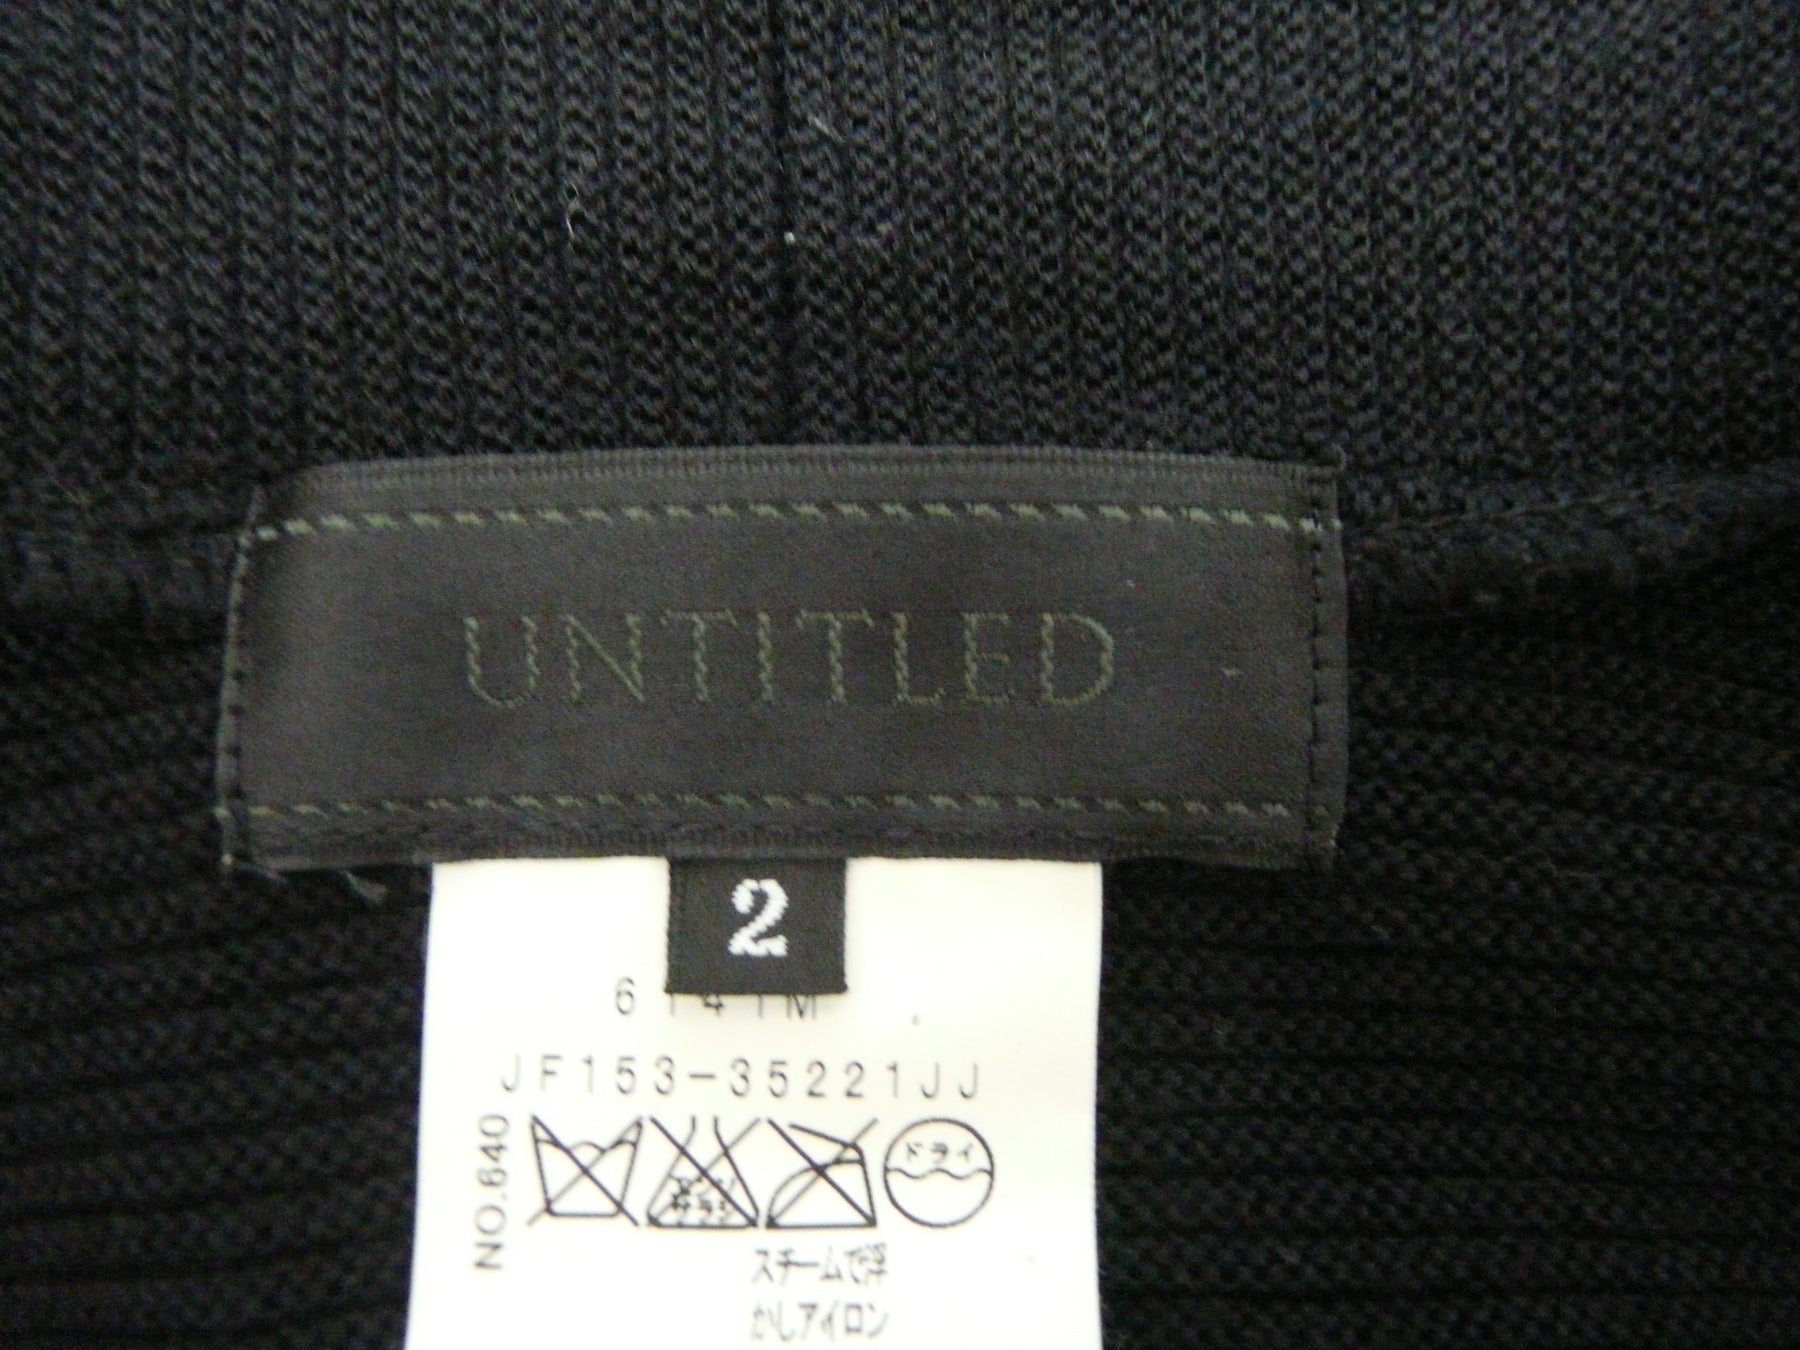 UNTITLED
2
6141M
JF153-35221JJ
NO.640
ドライ
スチームで浮
かしアイロン